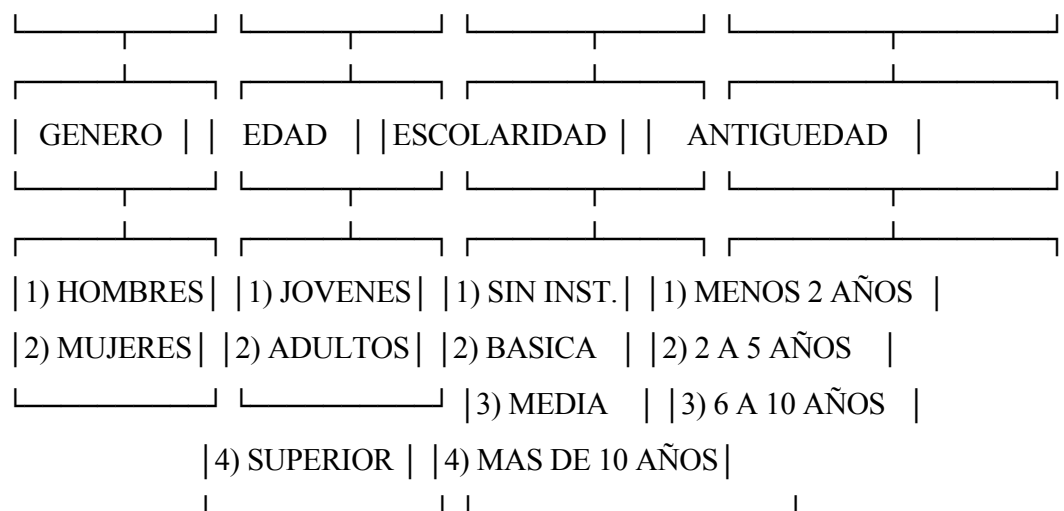 GENERO | | EDAD | |ESCOLARIDAD | | ANTIGUEDAD |
|1) HOMBRES| |1) JOVENES| |1) SIN INST.| |1) MENOS 2 AÑOS |
|2) MUJERES| |2) ADULTOS| |2) BASICA | |2) 2 A 5 AÑOS |
|3) MEDIA | |3) 6 A 10 AÑOS |
|4) SUPERIOR | |4) MAS DE 10 AÑOS|